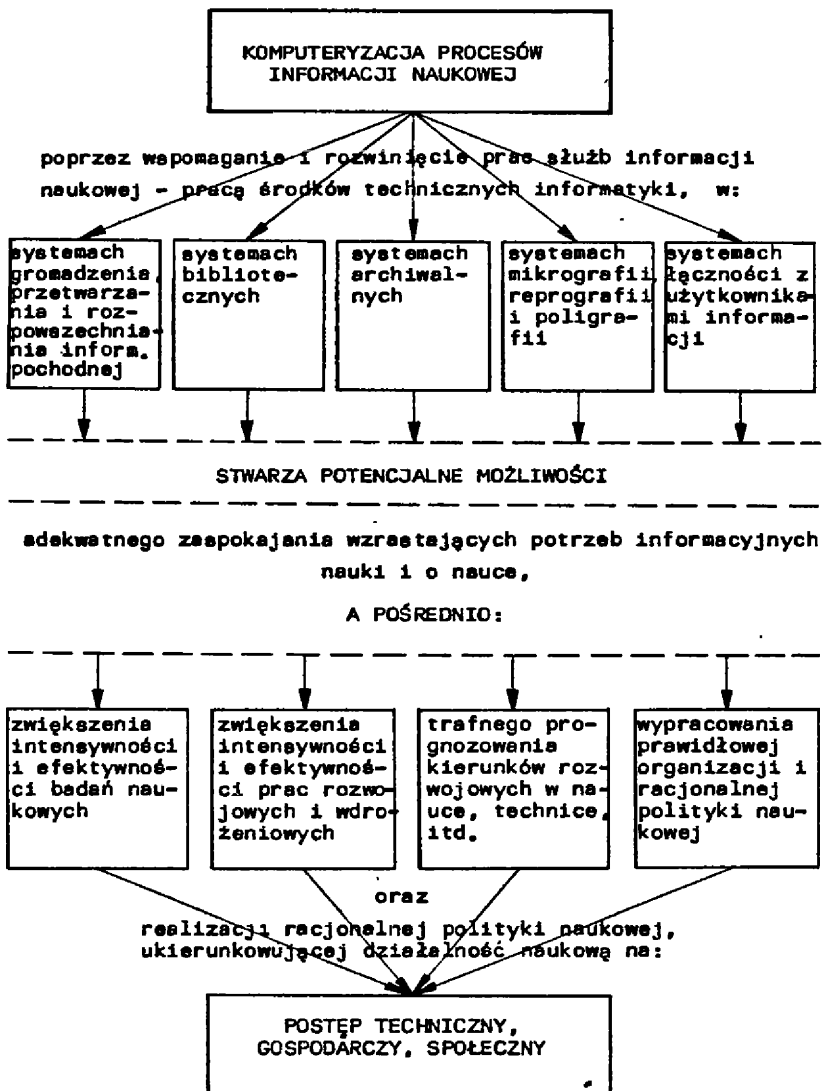 KOMPUTERYZACJA PROCESÓW
INFORMACJI NAUKOWEJ
poprzez wspomaganie i rozwinięcie prac służb informacji
naukowej - pracą środków technicznych informatyki, w:
systemach
gromadzenia,
przetwarza-
nia i roz-
powszechnia-
nia inform.
pochodnej
systemach
bibliote-
cznych
systemach
archiwal-
nych
systemach
mikrografii,
reprografii
i poligra-
fii
systemach
łączności z
użytkownika-
mi informa-
cji
STWARZA POTENCJALNE MOŻLIWOŚCI
adekwatnego zaspokajania wzrastających potrzeb informacyjnych
nauki i o nauce,
A POŚREDNIO:
zwiększenia
intensywności
i efektywnoś-
ci badań nau-
kowych
zwiększenia
intensywności
i efektywnoś-
ci prac rozwo-
jowych i wdro-
żeniowych
trafnego pro-
gnozowania
kierunków roz-
wojowych w na-
uce, technice,
itd.
wypracowania
prawidłowej
organizacji i
racjonalnej
polityki nau-
kowej
oraz
realizacji racjonalnej polityki naukowej,
ukierunkowującej działalność naukową na:
POSTĘP TECHNICZNY,
GOSPODARCZY, SPOŁECZNY